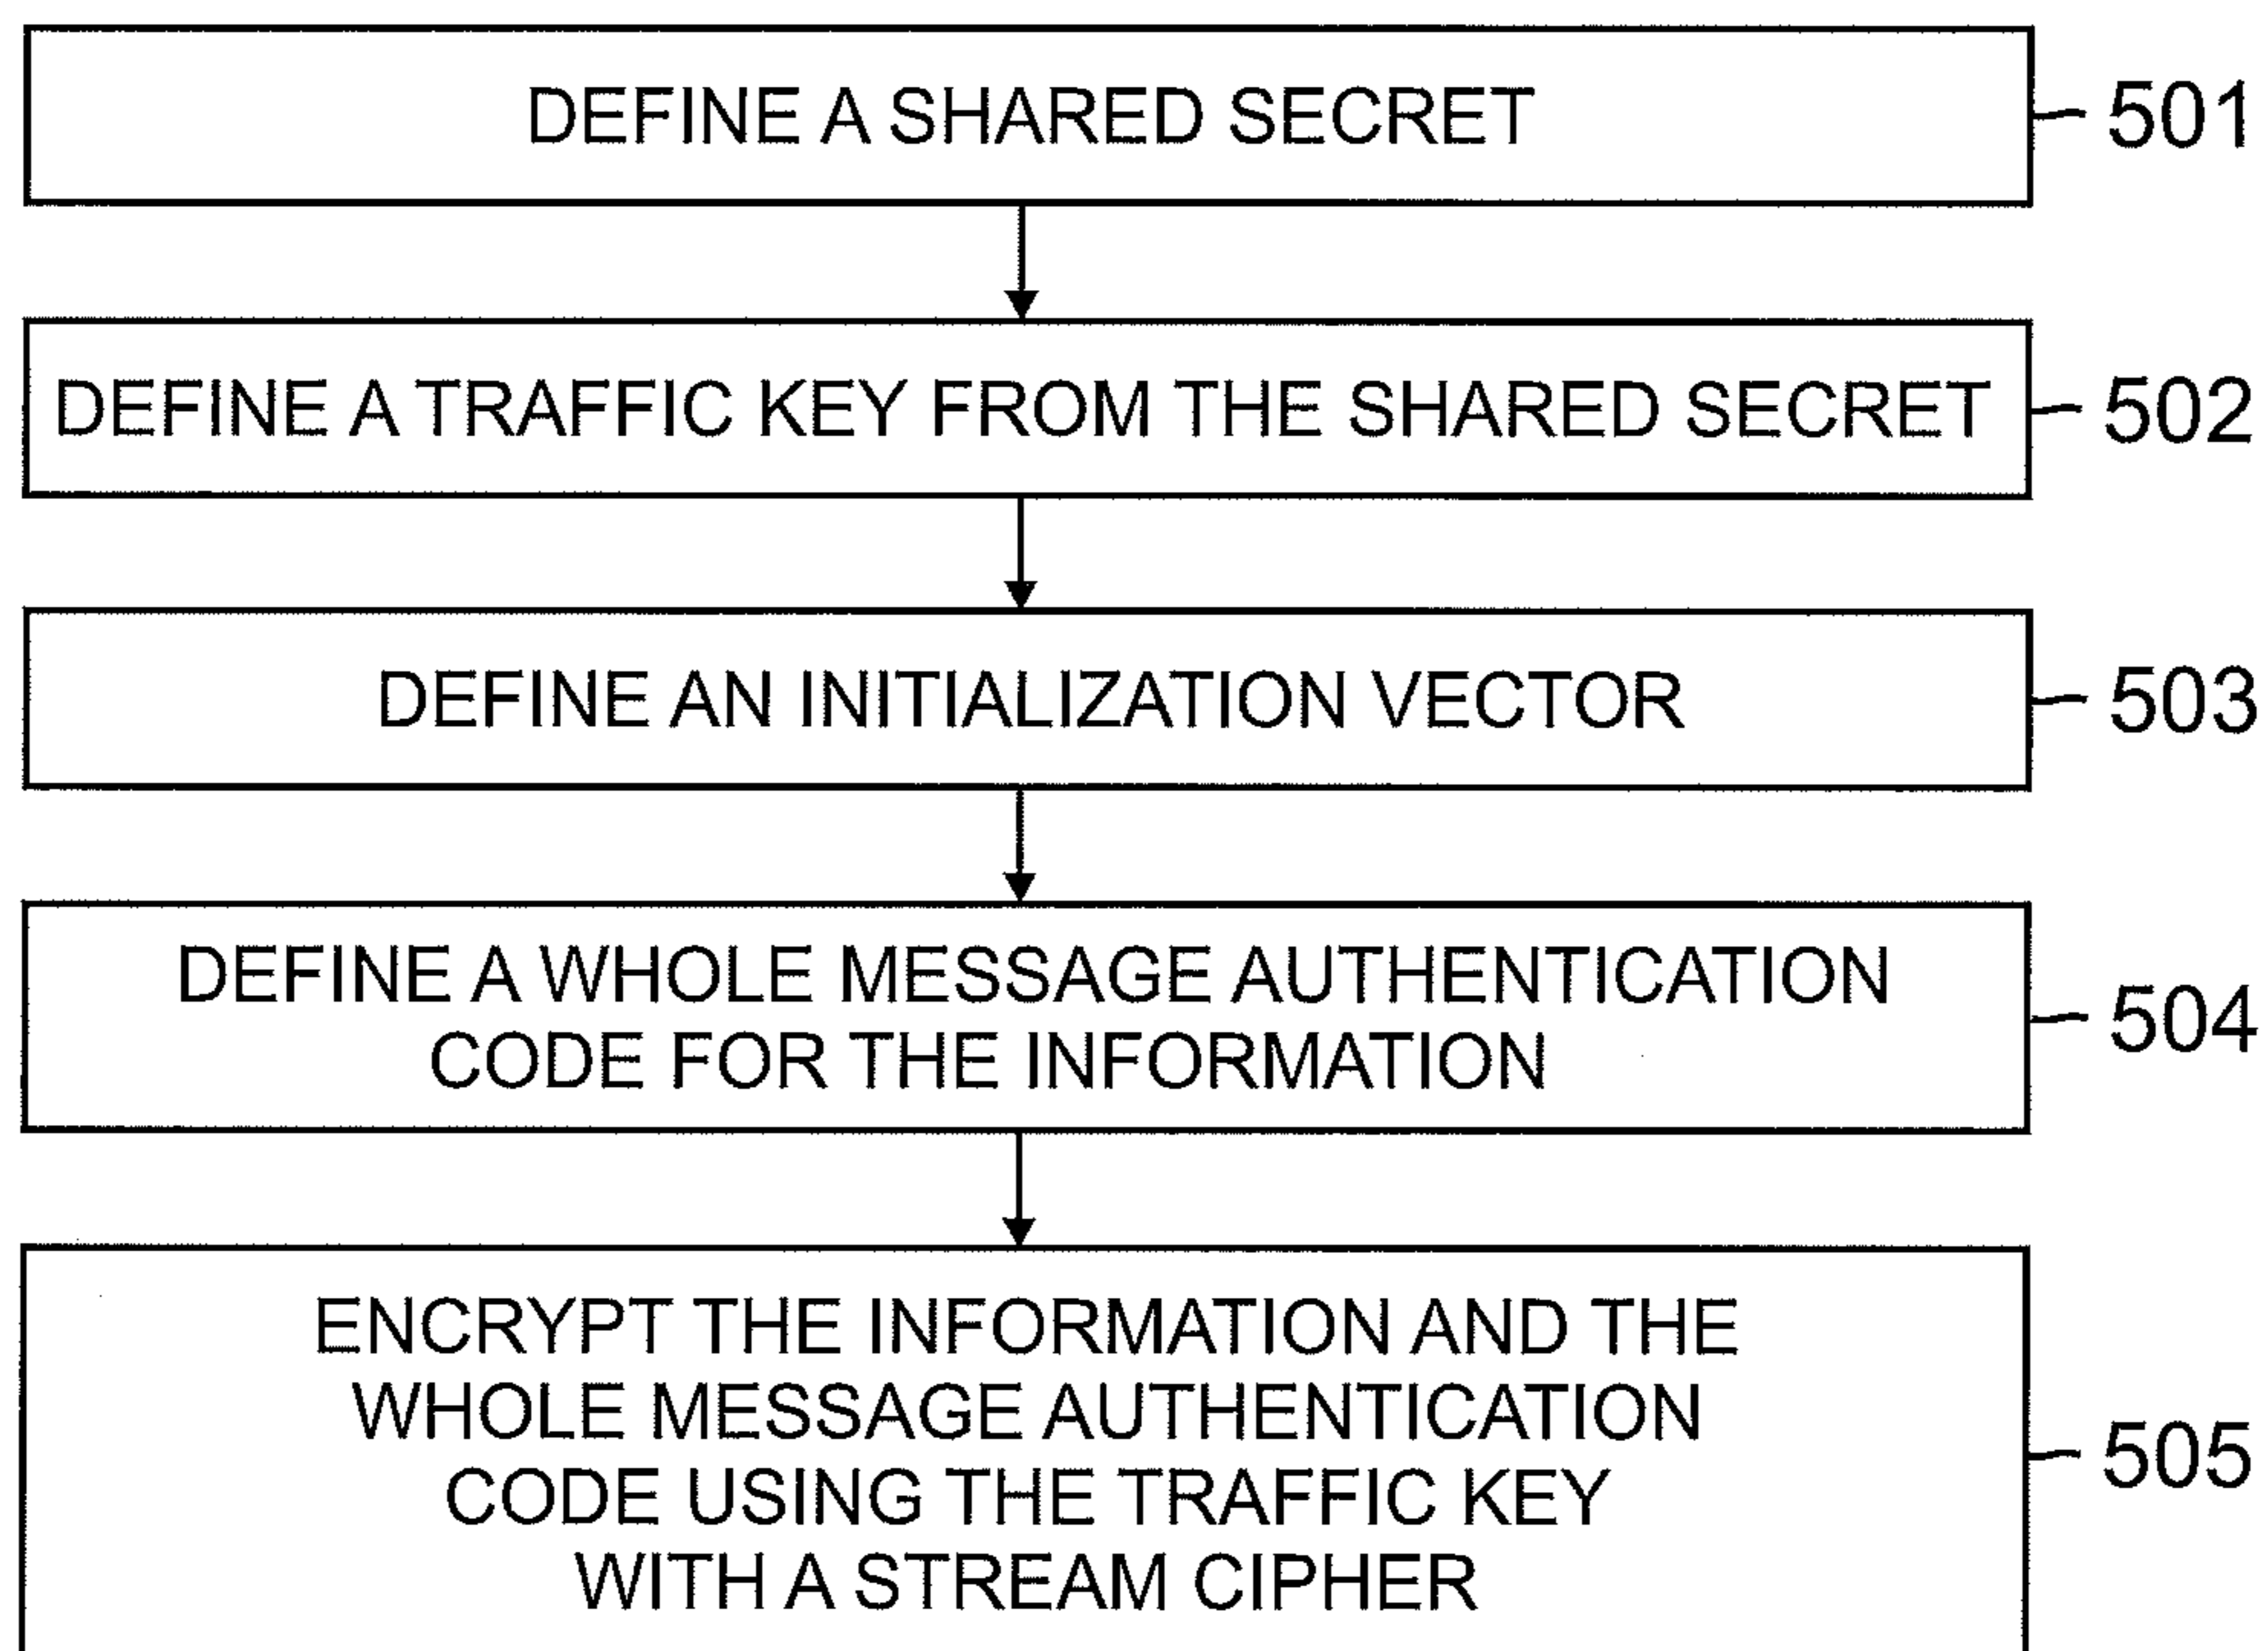 DEFINE A SHARED SECRET
501
DEFINE A TRAFFIC KEY FROM THE SHARED SECRET
502
DEFINE AN INITIALIZATION VECTOR
503
DEFINE A WHOLE MESSAGE AUTHENTICATION
CODE FOR THE INFORMATION
504
ENCRYPT THE INFORMATION AND THE
WHOLE MESSAGE AUTHENTICATION
CODE USING THE TRAFFIC KEY
WITH A STREAM CIPHER
505